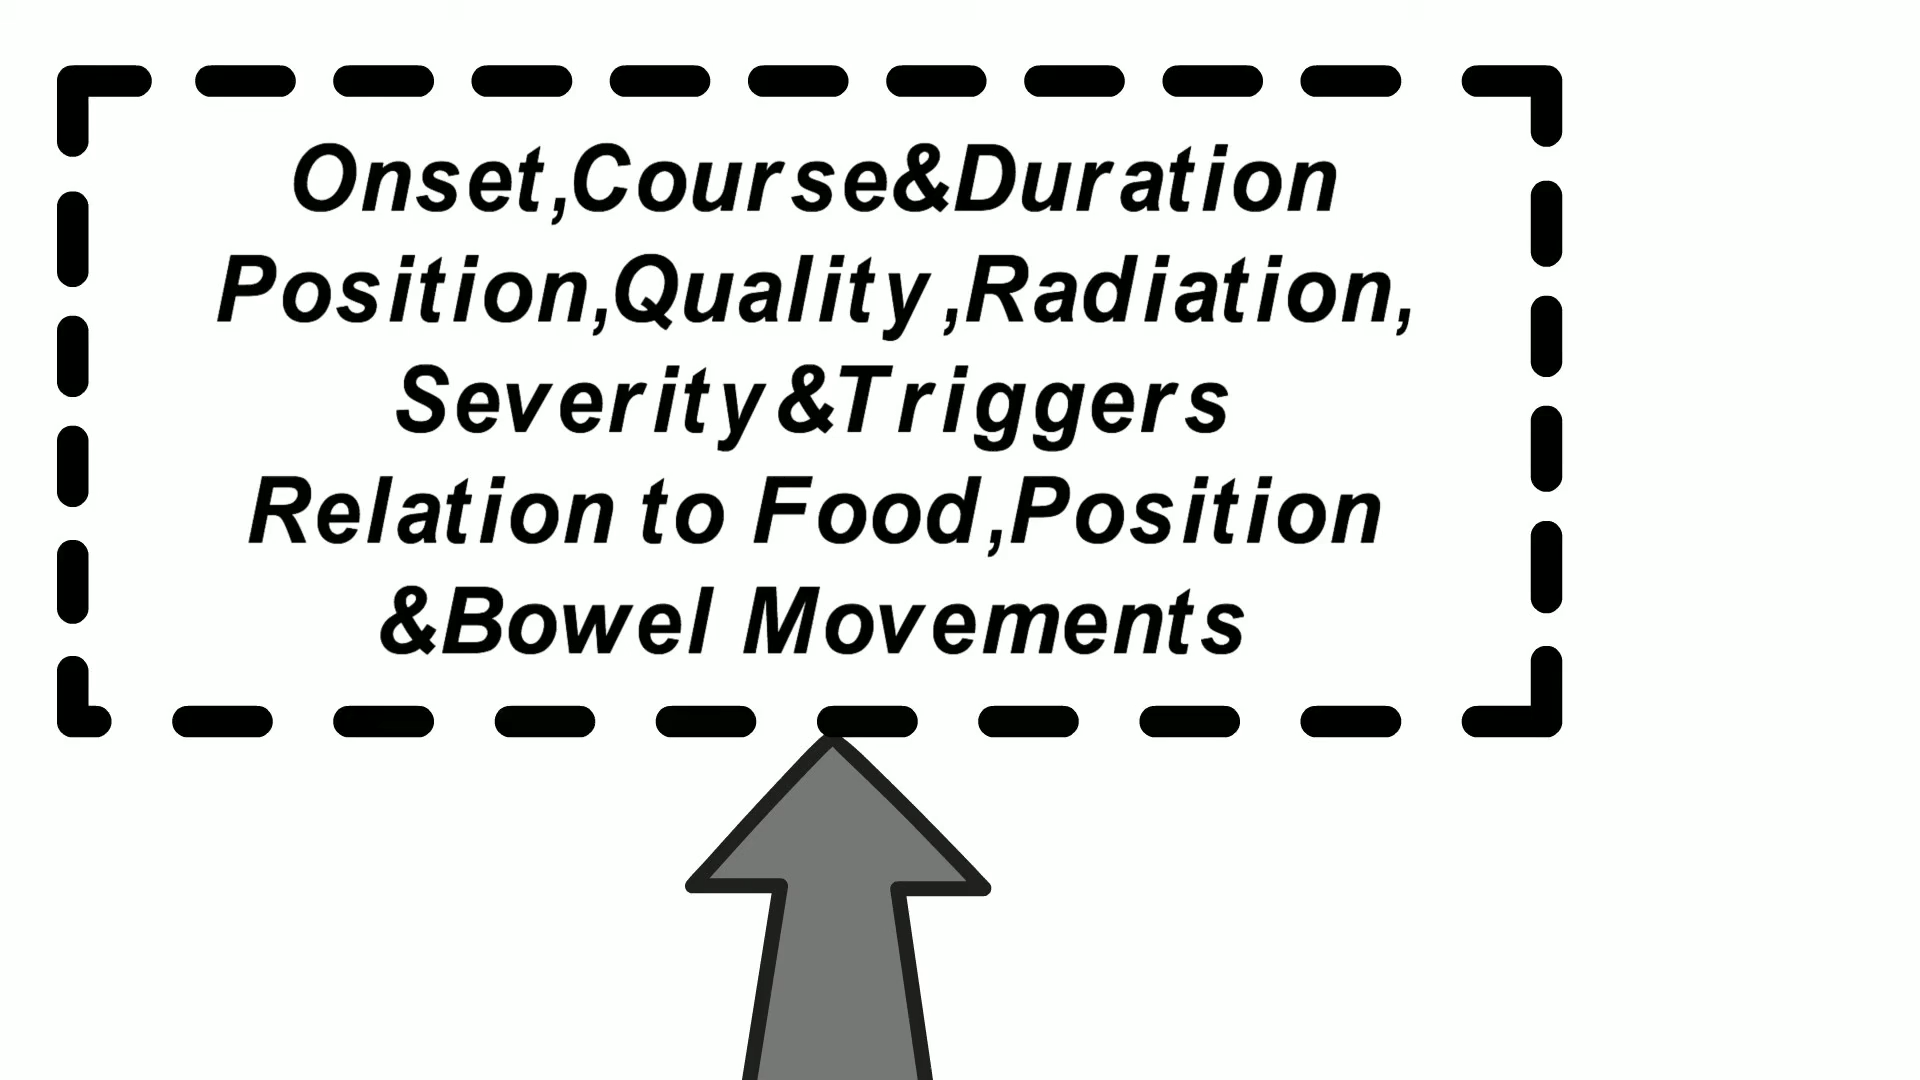 Onset,Course&Duration
Position,Quality,Radiation,
Severity&Triggers
Relation to Food,Position
&Bowel Movements